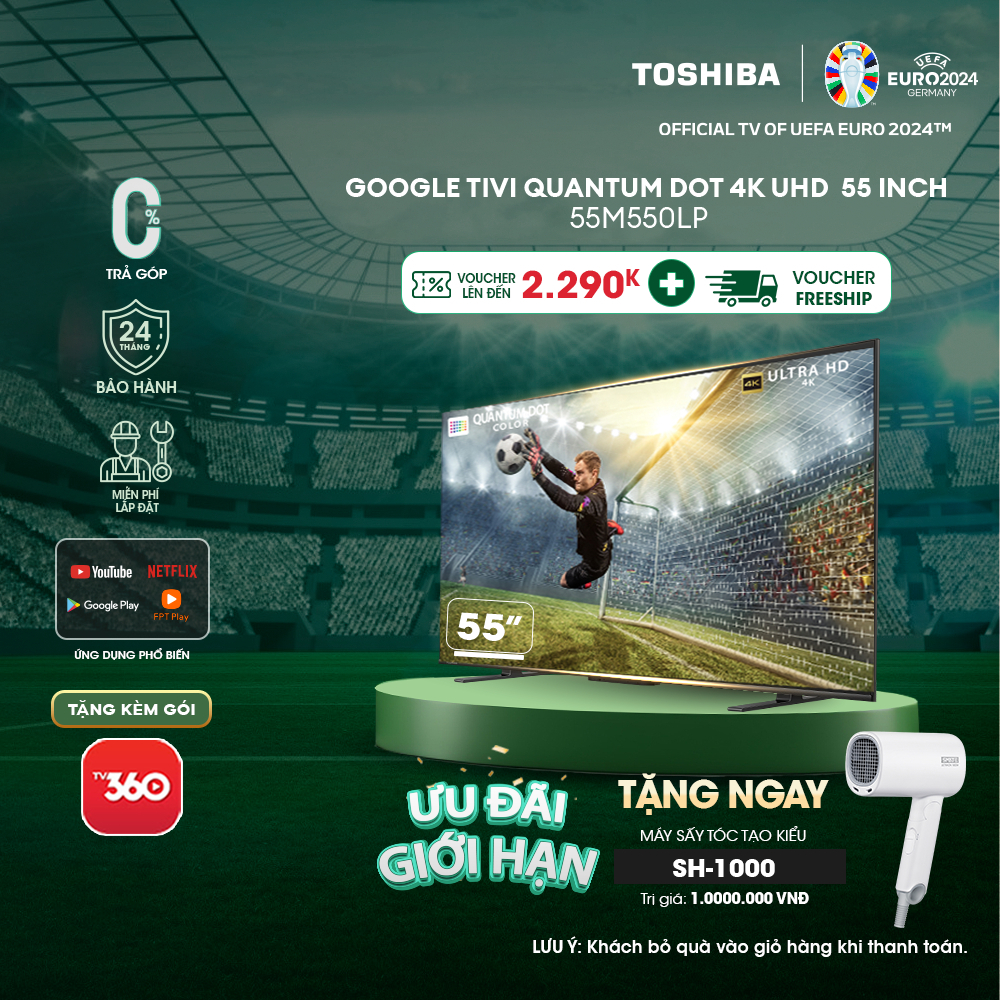 TOSHIBA
UEFA
EURO2024
GERMANY
OFFICIAL TV OF UEFA EURO 2024™
GOOGLE TIVI QUANTUM DOT 4K UHD 55 INCH
55M550LP
VOUCHER
LÊN ĐẾN
2.290K
VOUCHER
FREESHIP
0%
TRẢ GÓP
24
THÁNG
BẢO HÀNH
MIỄN PHÍ
LẮP ĐẶT
YouTube NETFLIX
Google Play FPT Play
ỨNG DỤNG PHỔ BIẾN
TẶNG KÈM GÓI
TV360
QUANTUM DOT
COLOR
4K ULTRA HD
4K
55”
ƯU ĐÃI
GIỚI HẠN
TẶNG NGAY
MÁY SẤY TÓC TẠO KIỂU
SH-1000
Trị giá: 1.0000.000 VNĐ
LƯU Ý: Khách bỏ quà vào giỏ hàng khi thanh toán.